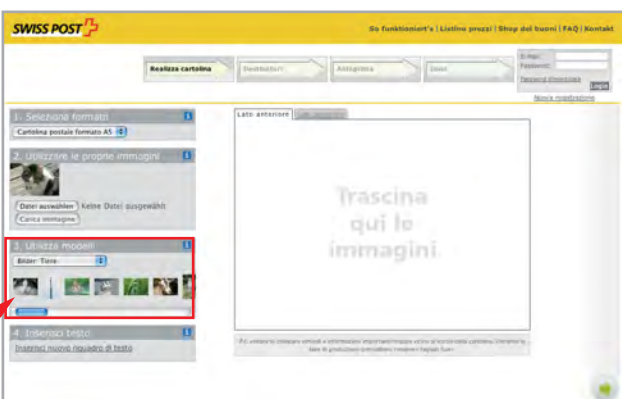 SWISS POST
So funktioniert's | Listino prezzi | Shop dei buoni | FAQ | Kontakt
Realizza cartolina
Destinatari
Anteprima
Invio
E-Mail:
Password:
Password dimenticata
Login
Nuova registrazione
1. Seleziona formato
Cartolina postale formato A5
2. Utilizzare le proprie immagini
Datei auswählen Keine Datei ausgewählt
Carica immagine
3. Utilizza modelli
Bilder: Tiere
4. Inserisci testo
Inserisci nuovo riquadro di testo
Lato anteriore
Trascina
qui le
immagini